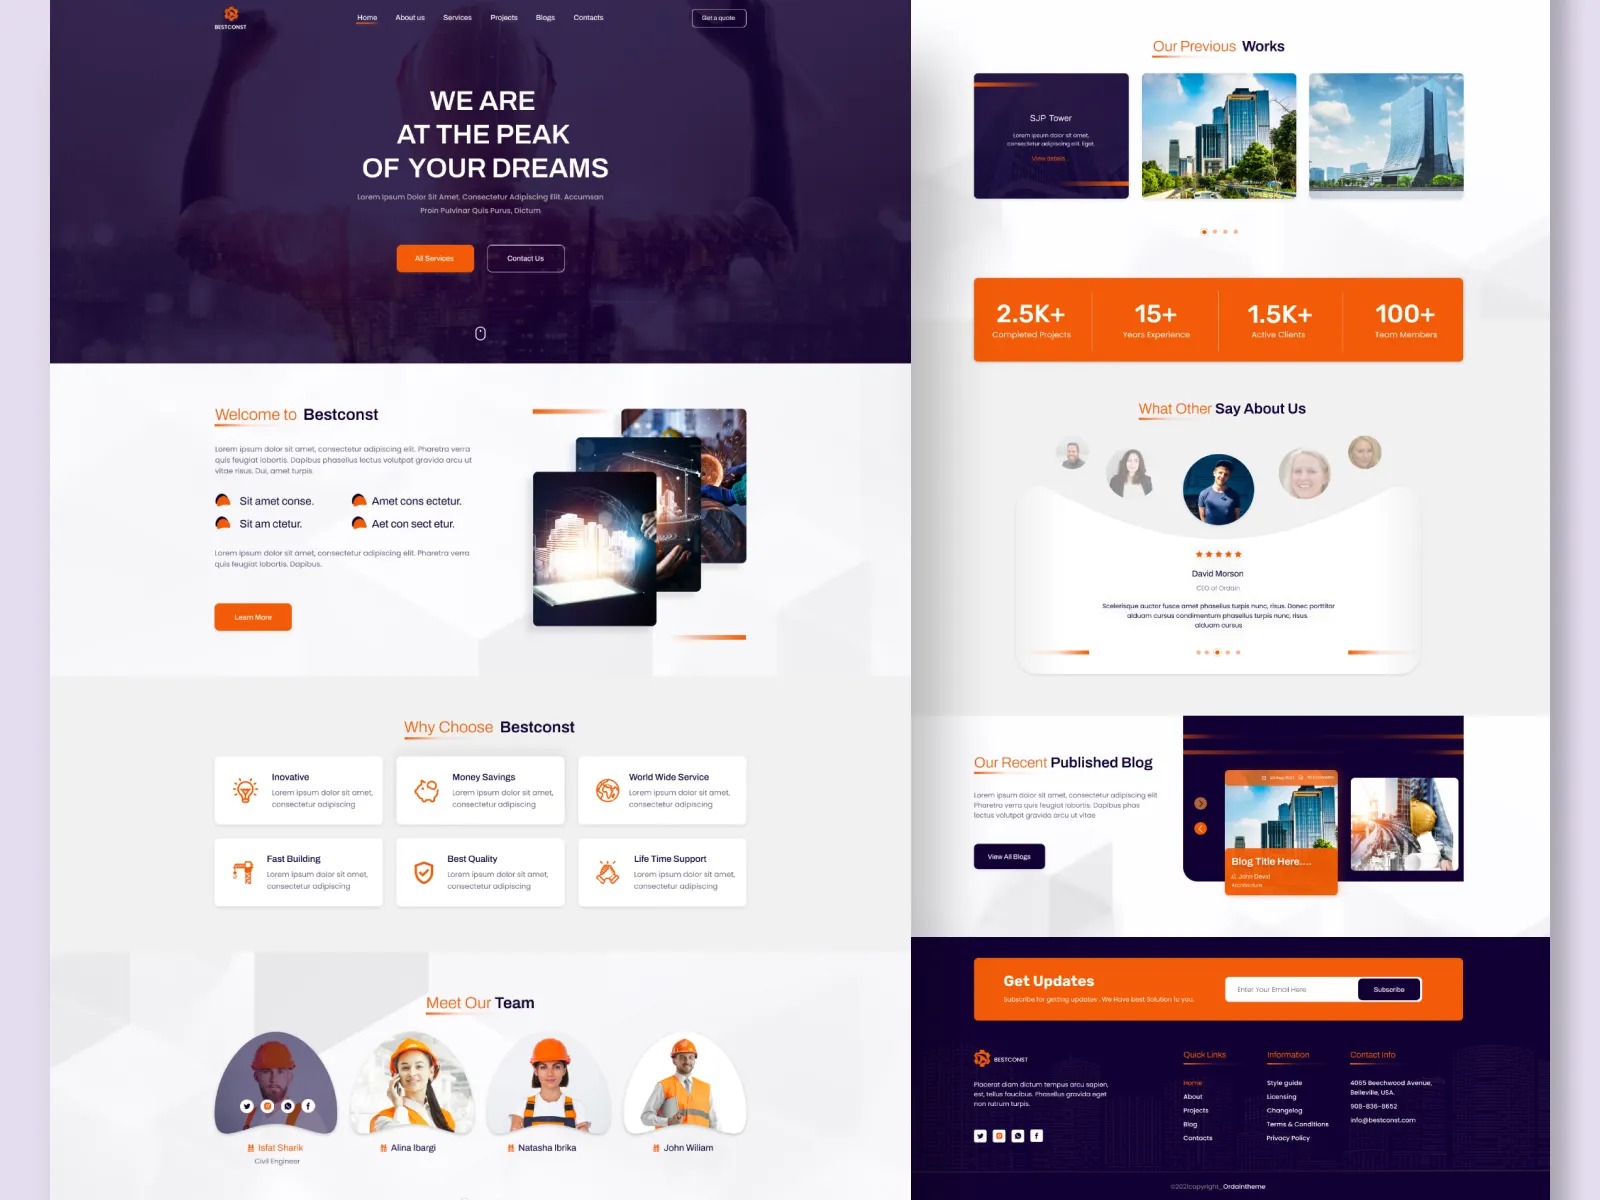 BESTCONST
Home
About us
Services
Projects
Blogs
Contacts
Get a quote
WE ARE
AT THE PEAK
OF YOUR DREAMS
Lorem Ipsum Dolor Sit Amet, Consectetur Adipiscing Elit. Accumsan
Proin Pulvinar Quis Purus, Dictum
All Services
Contact Us
Welcome to Bestconst
Lorem ipsum dolor sit amet, consectetur adipiscing elit. Pharetra verra
quis feugiat lobortis. Dapibus phasellus lectus volutpat gravida arcu ut
vitae risus. Dui, amet turpis
Sit amet conse.
Amet cons ectetur.
Sit am ctetur.
Aet con sect etur.
Lorem ipsum dolor sit amet, consectetur adipiscing elit. Pharetra verra
quis feugiat lobortis. Dapibus.
Learn More
Why Choose Bestconst
Inovative
Lorem ipsum dolor sit amet,
consectetur adipiscing
Money Savings
Lorem ipsum dolor sit amet,
consectetur adipiscing
World Wide Service
Lorem ipsum dolor sit amet,
consectetur adipiscing
Fast Building
Lorem ipsum dolor sit amet,
consectetur adipiscing
Best Quality
Lorem ipsum dolor sit amet,
consectetur adipiscing
Life Time Support
Lorem ipsum dolor sit amet,
consectetur adipiscing
Meet Our Team
Isfat Sharik
Civil Engineer
Alina Ibargi
Natasha Ibrika
John Wiliam
Our Previous Works
SJP Tower
Lorem ipsum dolor sit amet,
consectetur adipiscing elit. Eget.
View details
2.5K+
Completed Projects
15+
Years Experience
1.5K+
Active Clients
100+
Team Members
What Other Say About Us
David Morson
CEO of Ordain
Scelerisque auctor fusce amet phasellus turpis nunc, risus. Donec porttitor
alduam cursus condimentum phasellus turpis nunc, risus.
alduam cursus
Our Recent Published Blog
Lorem ipsum dolor sit amet, consectetur adipiscing elit
Pharetra verra quis feugiat lobortis. Dapibus phas
lectus volutpat gravida arcu ut vitae
View All Blogs
Blog Title Here....
John David
Architecture
Get Updates
Subscribe for getting updates . We Have best Solution fo you.
Enter Your Email Here
Subscribe
BESTCONST
Placerat diam dictum tempus arcu sapien,
est, tellus faucibus. Phasellus gravida eget
non rutrum turpis.
Quick Links
Home
About
Projects
Blog
Contacts
Information
Style guide
Licensing
Changelog
Terms & Conditions
Privacy Policy
Contact Info
4055 Beechwood Avenue,
Belleville, USA.
908-836-8652
info@bestconst.com
©2021copyright_Ordaintheme